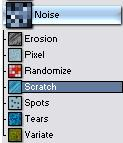 Noise
Erosion
Pixel
Randomize
Scratch
Spots
Tears
Variate